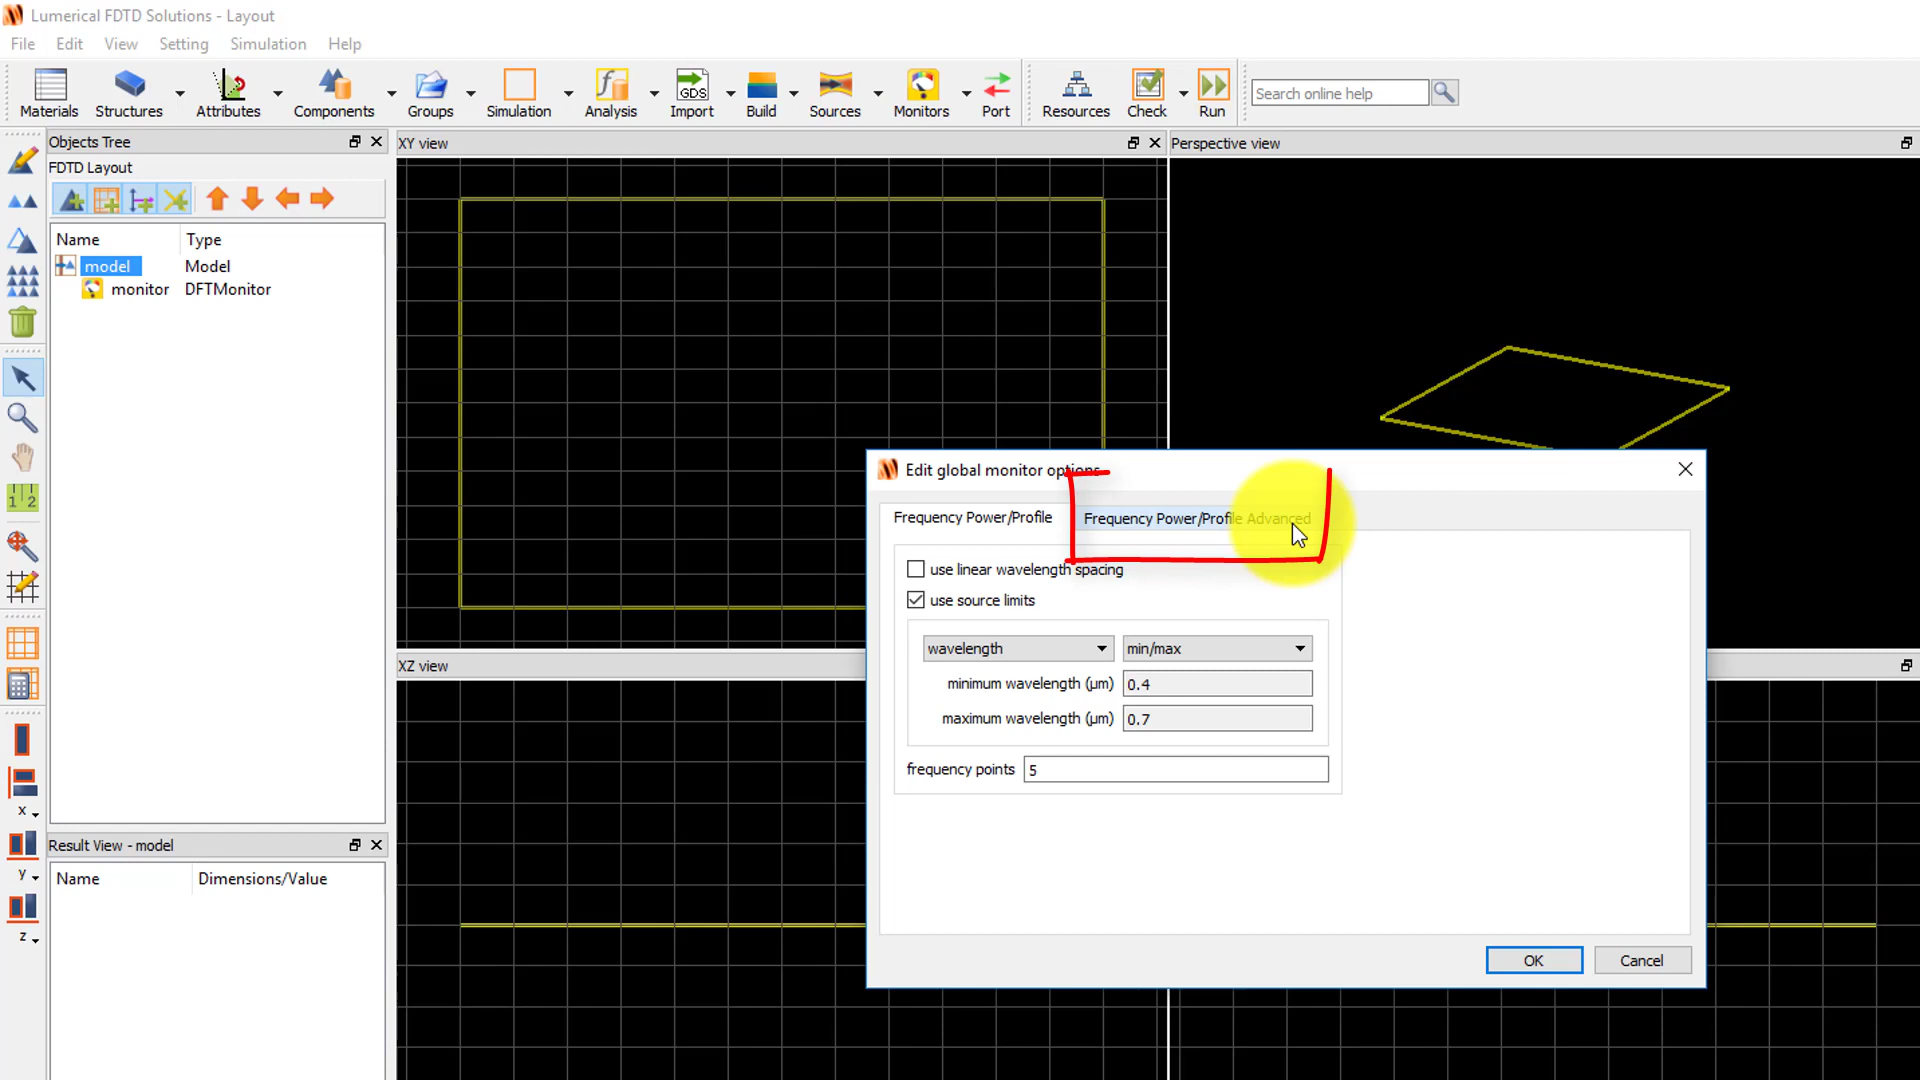 Lumerical FDTD Solutions - Layout
File Edit View Setting Simulation Help
GDS
Materials Structures Attributes Components Groups Simulation Analysis Import Build Sources Monitors Port Resources Check Run
Search online help
Objects Tree
FDTD Layout
Name Type
model Model
monitor DFTMonitor
XY view
Perspective view
XZ view
1 2
x
y
z
Result View - model
Name Dimensions/Value
Edit global monitor options
Frequency Power/Profile Frequency Power/Profile Advanced
use linear wavelength spacing
use source limits
wavelength min/max
minimum wavelength (µm) 0.4
maximum wavelength (µm) 0.7
frequency points 5
OK Cancel